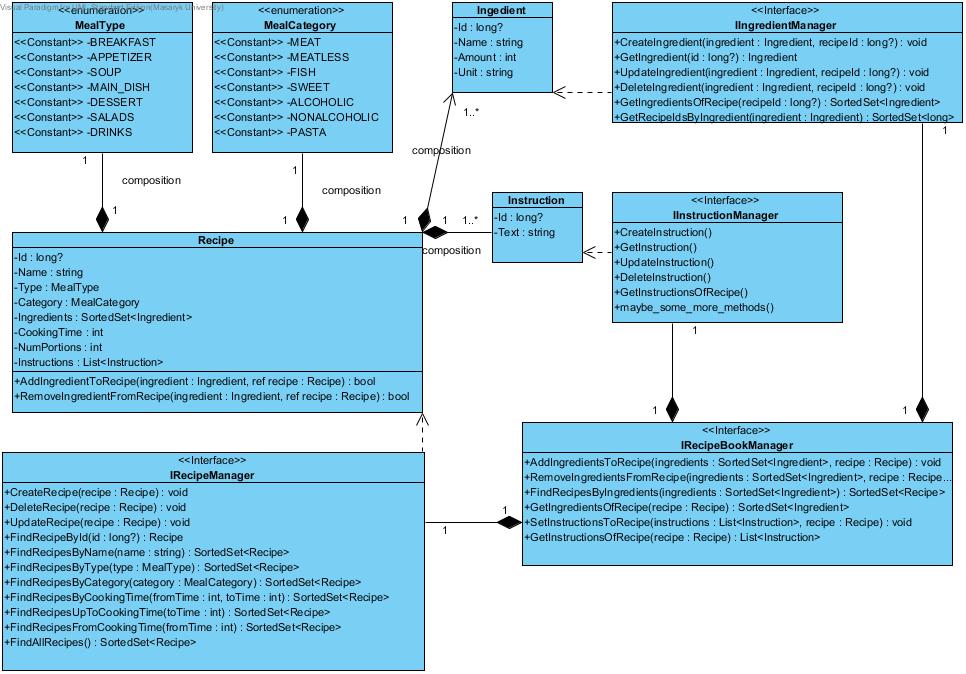 Visual Paradigm for UML Standard Edition(Masaryk University)
<<enumeration>>
MealType
<<Constant>> -BREAKFAST
<<Constant>> -APPETIZER
<<Constant>> -SOUP
<<Constant>> -MAIN_DISH
<<Constant>> -DESSERT
<<Constant>> -SALADS
<<Constant>> -DRINKS
<<enumeration>>
MealCategory
<<Constant>> -MEAT
<<Constant>> -MEATLESS
<<Constant>> -FISH
<<Constant>> -SWEET
<<Constant>> -ALCOHOLIC
<<Constant>> -NONALCOHOLIC
<<Constant>> -PASTA
Ingedient
-Id : long?
-Name : string
-Amount : int
-Unit : string
<<Interface>>
IIngredientManager
+CreateIngredient(ingredient : Ingredient, recipeId : long?) : void
+GetIngredient(id : long?) : Ingredient
+UpdateIngredient(ingredient : Ingredient, recipeId : long?) : void
+DeleteIngredient(ingredient : Ingredient, recipeId : long?) : void
+GetIngredientsOfRecipe(recipeId : long?) : SortedSet<Ingredient>
+GetRecipeIdsByIngredient(ingredient : Ingredient) : SortedSet<long>
1..*
1
composition
1
composition
1
1
composition
1
1
1
1..*
composition
Instruction
-Id : long?
-Text : string
<<Interface>>
IInstructionManager
+CreateInstruction()
+GetInstruction()
+UpdateInstruction()
+DeleteInstruction()
+GetInstructionsOfRecipe()
+maybe_some_more_methods()
Recipe
-Id : long?
-Name : string
-Type : MealType
-Category : MealCategory
-Ingredients : SortedSet<Ingredient>
-CookingTime : int
-NumPortions : int
-Instructions : List<Instruction>
+AddIngredientToRecipe(ingredient : Ingredient, ref recipe : Recipe) : bool
+RemoveIngredientFromRecipe(ingredient : Ingredient, ref recipe : Recipe) : bool
1
1
1
<<Interface>>
IRecipeBookManager
+AddIngredientsToRecipe(ingredients : SortedSet<Ingredient>, recipe : Recipe) : void
+RemoveIngredientsFromRecipe(ingredients : SortedSet<Ingredient>, recipe : Recipe...
+FindRecipesByIngredients(ingredients : SortedSet<Ingredient>) : SortedSet<Recipe>
+GetIngredientsOfRecipe(recipe : Recipe) : SortedSet<Ingredient>
+SetInstructionsToRecipe(instructions : List<Instruction>, recipe : Recipe) : void
+GetInstructionsOfRecipe(recipe : Recipe) : List<Instruction>
<<Interface>>
IRecipeManager
+CreateRecipe(recipe : Recipe) : void
+DeleteRecipe(recipe : Recipe) : void
+UpdateRecipe(recipe : Recipe) : void
+FindRecipeById(id : long?) : Recipe
+FindRecipesByName(name : string) : SortedSet<Recipe>
+FindRecipesByType(type : MealType) : SortedSet<Recipe>
+FindRecipesByCategory(category : MealCategory) : SortedSet<Recipe>
+FindRecipesByCookingTime(fromTime : int, toTime : int) : SortedSet<Recipe>
+FindRecipesUpToCookingTime(toTime : int) : SortedSet<Recipe>
+FindRecipesFromCookingTime(fromTime : int) : SortedSet<Recipe>
+FindAllRecipes() : SortedSet<Recipe>
1
1